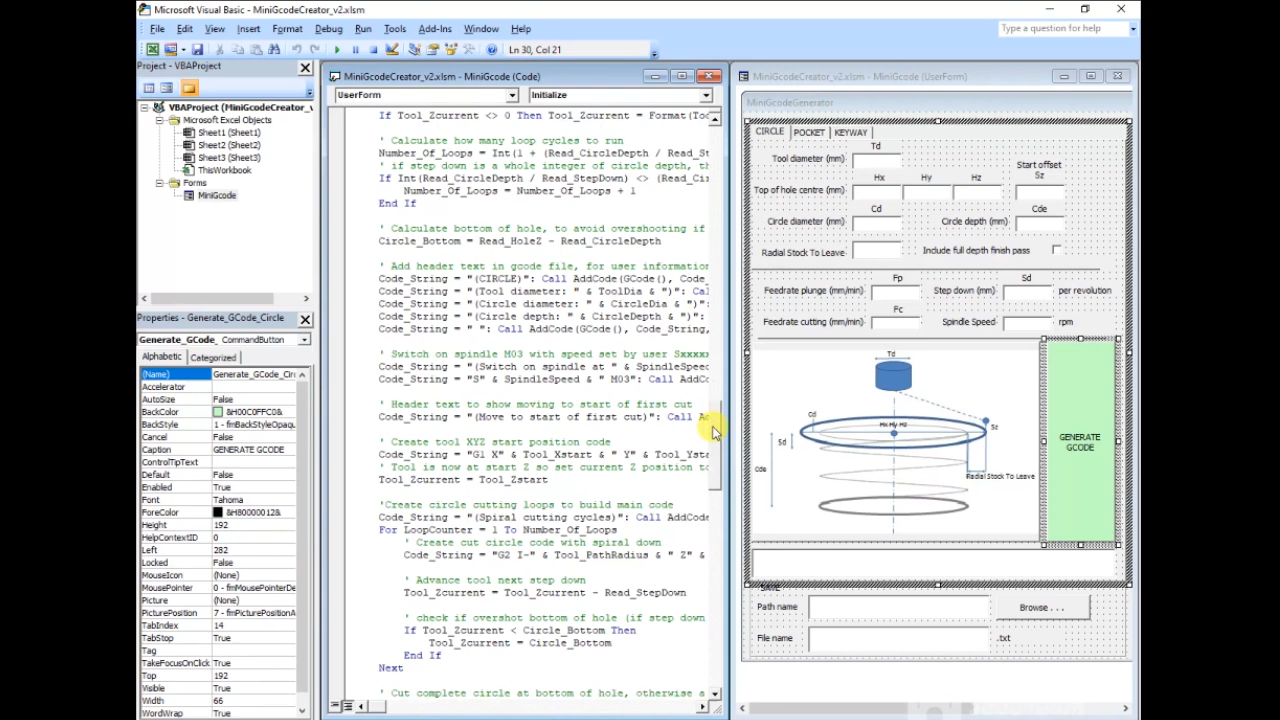 Microsoft Visual Basic - MiniGcodeCreator_v2.xlsm
File Edit View Insert Format Debug Run Tools Add-Ins Window Help
Type a question for help
Ln 30, Col 21
Project - VBAProject
VBAProject (MiniGcodeCreator_v
Microsoft Excel Objects
Sheet1 (Sheet1)
Sheet2 (Sheet2)
Sheet3 (Sheet3)
ThisWorkbook
Forms
MiniGcode
Properties - Generate_GCode_Circle
Generate_GCode_ CommandButton
Alphabetic Categorized
(Name) Generate_GCode_Circ
Accelerator
AutoSize False
BackColor &H00C0FFC0&
BackStyle 1 - fmBackStyleOpaqu
Cancel False
Caption GENERATE GCODE
ControlTipText
Default False
Enabled True
Font Tahoma
ForeColor &H80000012&
Height 192
HelpContextID 0
Left 282
Locked False
MouseIcon (None)
MousePointer 0 - fmMousePointerDe
Picture (None)
PicturePosition 7 - fmPicturePositionA
TabIndex 14
TabStop True
Tag
TakeFocusOnClick True
Top 192
Visible True
Width 66
WordWrap True
MiniGcodeCreator_v2.xlsm - MiniGcode (Code)
UserForm Initialize
If Tool_Zcurrent <> 0 Then Tool_Zcurrent = Format(Too
' Calculate how many loop cycles to run
Number_Of_Loops = Int(1 + (Read_CircleDepth / Read_St
' if step down is a whole integer of circle depth, th
If Int(Read_CircleDepth / Read_StepDown) <> (Read_Cir
Number_Of_Loops = Number_Of_Loops + 1
End If
' Calculate bottom of hole, to avoid overshooting if
Circle_Bottom = Read_HoleZ - Read_CircleDepth
' Add header text in gcode file, for user information
Code_String = "(CIRCLE)": Call AddCode(GCode(), Code_
Code_String = "(Tool diameter: " & ToolDia & ")": Cal
Code_String = "(Circle diameter: " & CircleDia & ")":
Code_String = "(Circle depth: " & CircleDepth & ")":
Code_String = " ": Call AddCode(GCode(), Code_String,
' Switch on spindle M03 with speed set by user Sxxxxx
Code_String = "(Switch on spindle at " & SpindleSpeed
Code_String = "S" & SpindleSpeed & " M03": Call AddCo
' Header text to show moving to start of first cut
Code_String = "(Move to start of first cut)": Call Ad
' Create tool XYZ start position code
Code_String = "G1 X" & Tool_Xstart & " Y" & Tool_Ysta
' Tool is now at start Z so set current Z position to
Tool_Zcurrent = Tool_Zstart
'Create circle cutting loops to build main code
Code_String = "(Spiral cutting cycles)": Call AddCode
For LoopCounter = 1 To Number_Of_Loops
' Create cut circle code with spiral down
Code_String = "G2 I-" & Tool_PathRadius & " Z" &
' Advance tool next step down
Tool_Zcurrent = Tool_Zcurrent - Read_StepDown
' check if overshot bottom of hole (if step down
If Tool_Zcurrent < Circle_Bottom Then
Tool_Zcurrent = Circle_Bottom
End If
Next
' Cut complete circle at bottom of hole, otherwise a
MiniGcodeCreator_v2.xlsm - MiniGcode (UserForm)
MiniGcodeGenerator
CIRCLE POCKET KEYWAY
Td
Tool diameter (mm)
Start offset
Hx Hy Hz Sz
Top of hole centre (mm)
Cd Cde
Circle diameter (mm) Circle depth (mm)
Radial Stock To Leave Include full depth finish pass
Fp Sd
Feedrate plunge (mm/min) Step down (mm) per revolution
Fc
Feedrate cutting (mm/min) Spindle Speed rpm
Td
Cd
Hx Hy Hz
Sz
Sd
Cde
Radial Stock To Leave
GENERATE
GCODE
SAVE
Path name Browse . . .
File name .txt